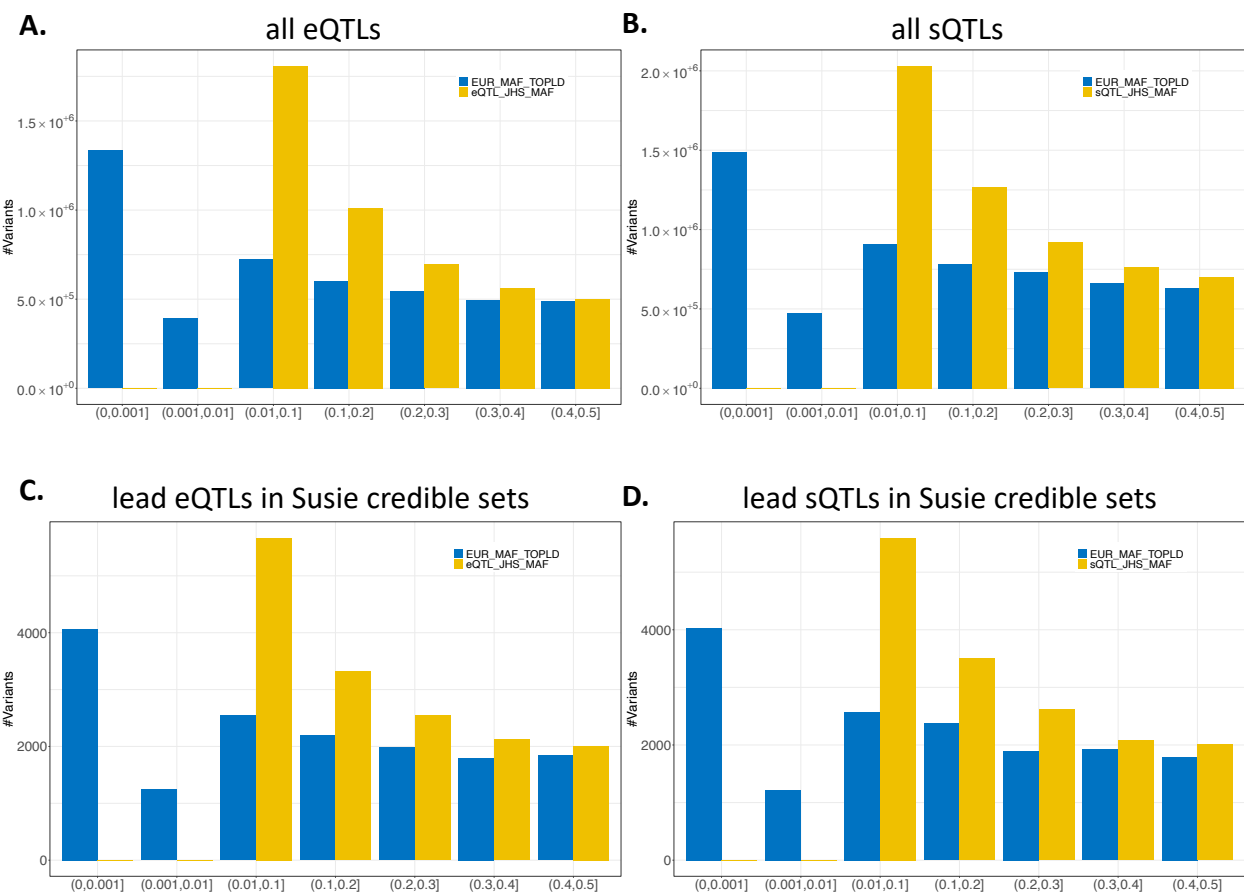 A.
all eQTLs
EUR_MAF_TOPLD
eQTL_JHS_MAF
#Variants
1.5 × 10^+6
1.0 × 10^+6
5.0 × 10^+5
0.0 × 10^+0
(0,0.001] (0.001,0.01] (0.01,0.1] (0.1,0.2] (0.2,0.3] (0.3,0.4] (0.4,0.5]
B.
all sQTLs
EUR_MAF_TOPLD
sQTL_JHS_MAF
#Variants
2.0 × 10^+6
1.5 × 10^+6
1.0 × 10^+6
5.0 × 10^+5
0.0 × 10^+0
(0,0.001] (0.001,0.01] (0.01,0.1] (0.1,0.2] (0.2,0.3] (0.3,0.4] (0.4,0.5]
C.
lead eQTLs in Susie credible sets
EUR_MAF_TOPLD
eQTL_JHS_MAF
#Variants
4000
2000
0
(0,0.001] (0.001,0.01] (0.01,0.1] (0.1,0.2] (0.2,0.3] (0.3,0.4] (0.4,0.5]
D.
lead sQTLs in Susie credible sets
EUR_MAF_TOPLD
sQTL_JHS_MAF
#Variants
4000
2000
0
(0,0.001] (0.001,0.01] (0.01,0.1] (0.1,0.2] (0.2,0.3] (0.3,0.4] (0.4,0.5]